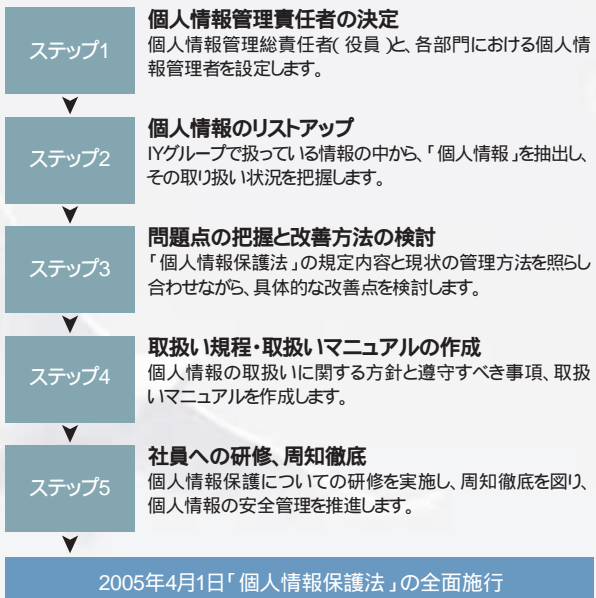 ステップ1
個人情報管理責任者の決定
個人情報管理総責任者(役員)と、各部門における個人情
報管理者を設定します。
ステップ2
個人情報のリストアップ
IYグループで扱っている情報の中から、「個人情報」を抽出し、
その取り扱い状況を把握します。
ステップ3
問題点の把握と改善方法の検討
「個人情報保護法」の規定内容と現状の管理方法を照らし
合わせながら、具体的な改善点を検討します。
ステップ4
取扱い規程・取扱いマニュアルの作成
個人情報の取扱いに関する方針と遵守すべき事項、取扱
いマニュアルを作成します。
ステップ5
社員への研修、周知徹底
個人情報保護についての研修を実施し、周知徹底を図り、
個人情報の安全管理を推進します。
2005年4月1日「個人情報保護法」の全面施行